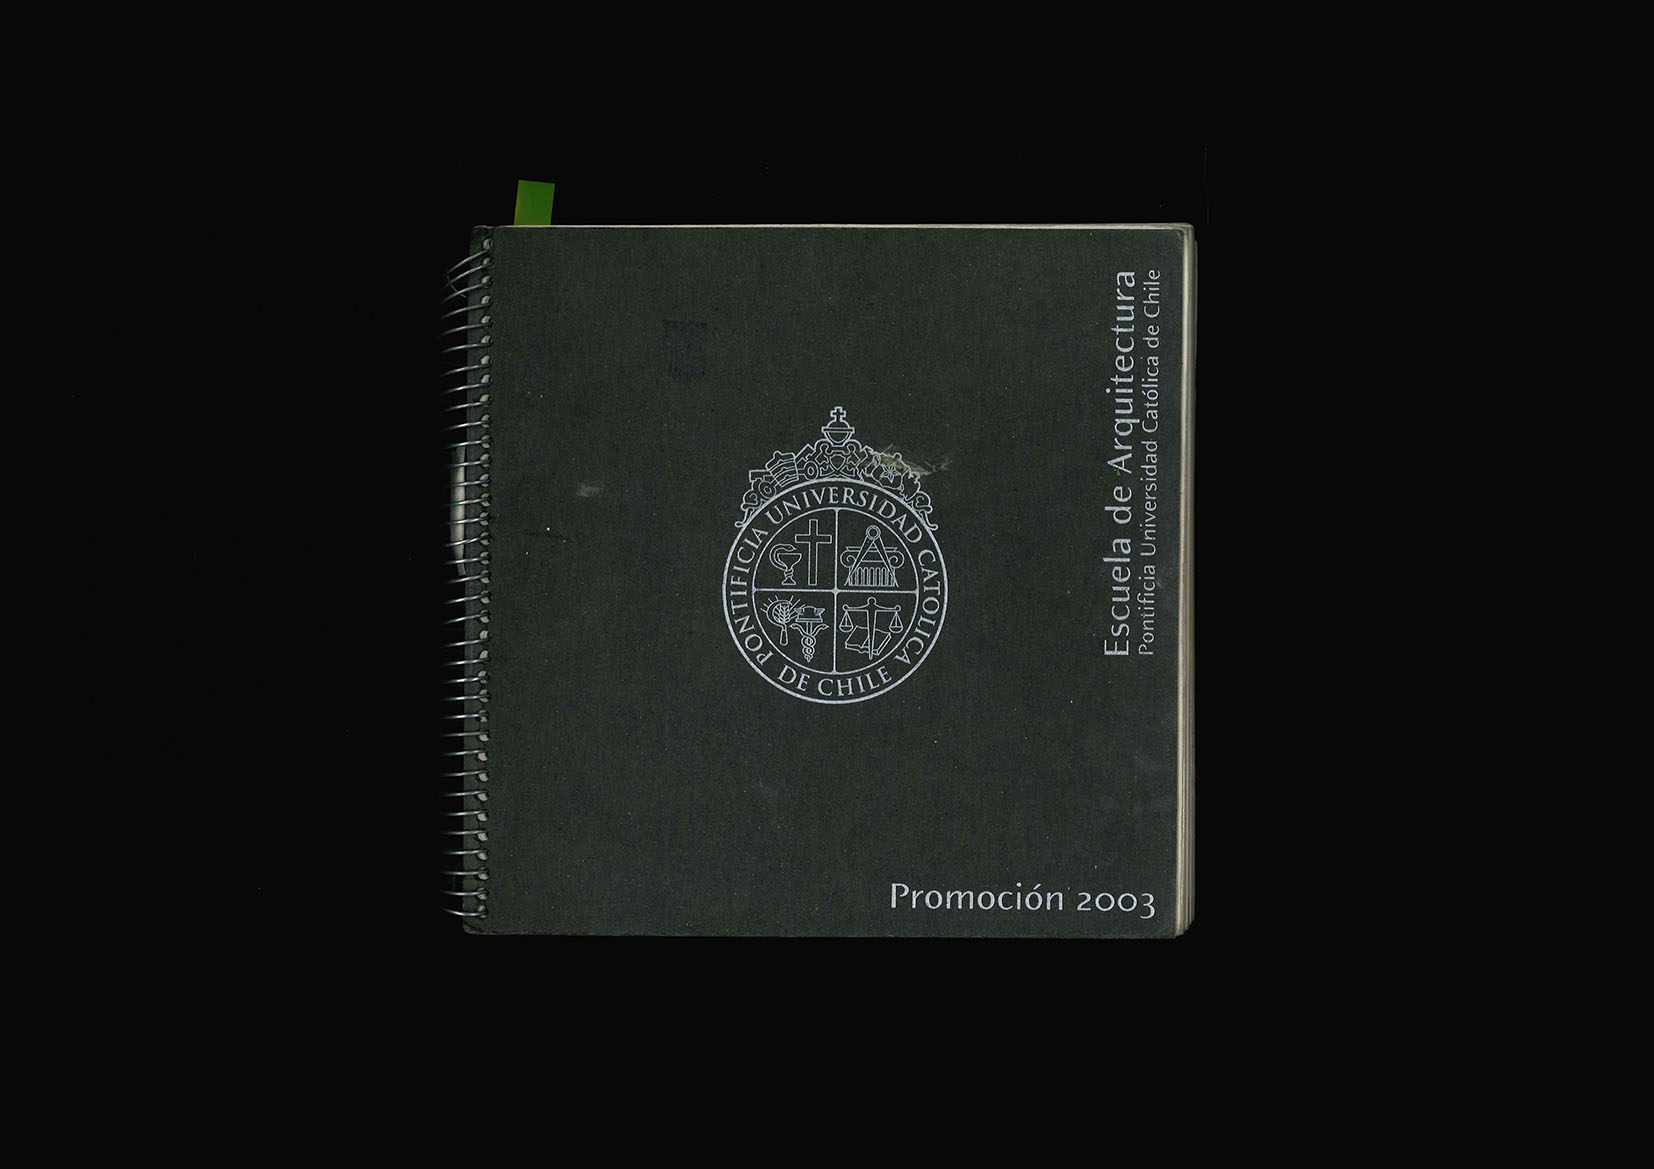 Escuela de Arquitectura
Pontificia Universidad Católica de Chile
PONTIFICIA UNIVERSIDAD CATOLICA
DE CHILE
Promoción 2003